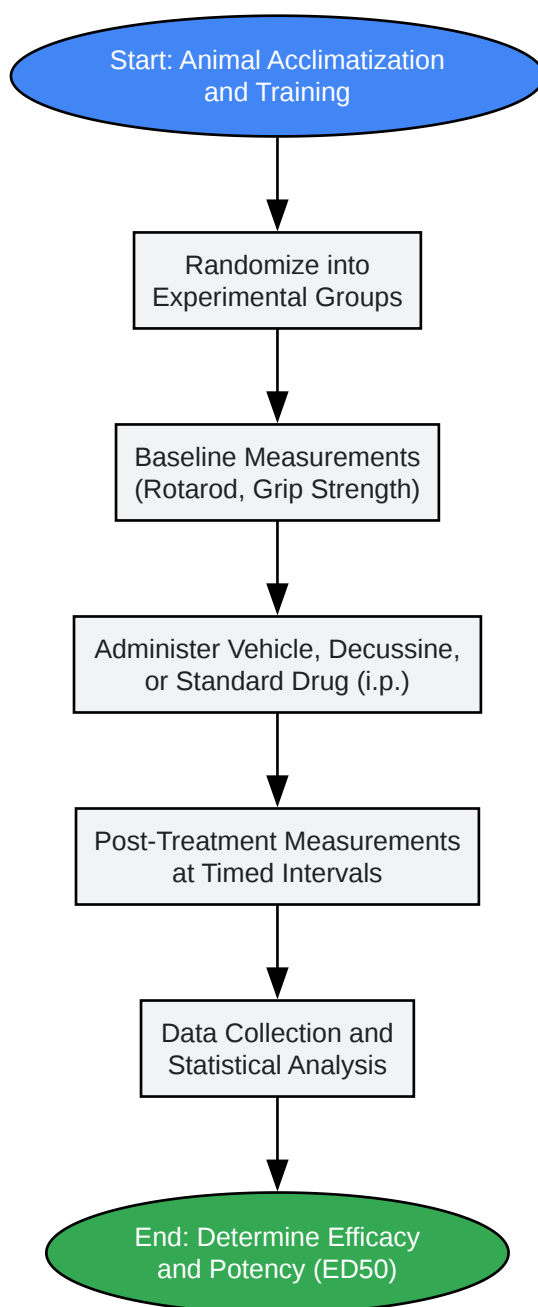 Start: Animal Acclimatization
and Training
Randomize into
Experimental Groups
Baseline Measurements
(Rotarod, Grip Strength)
Administer Vehicle, Decussine,
or Standard Drug (i.p.)
Post-Treatment Measurements
at Timed Intervals
Data Collection and
Statistical Analysis
End: Determine Efficacy
and Potency (ED50)